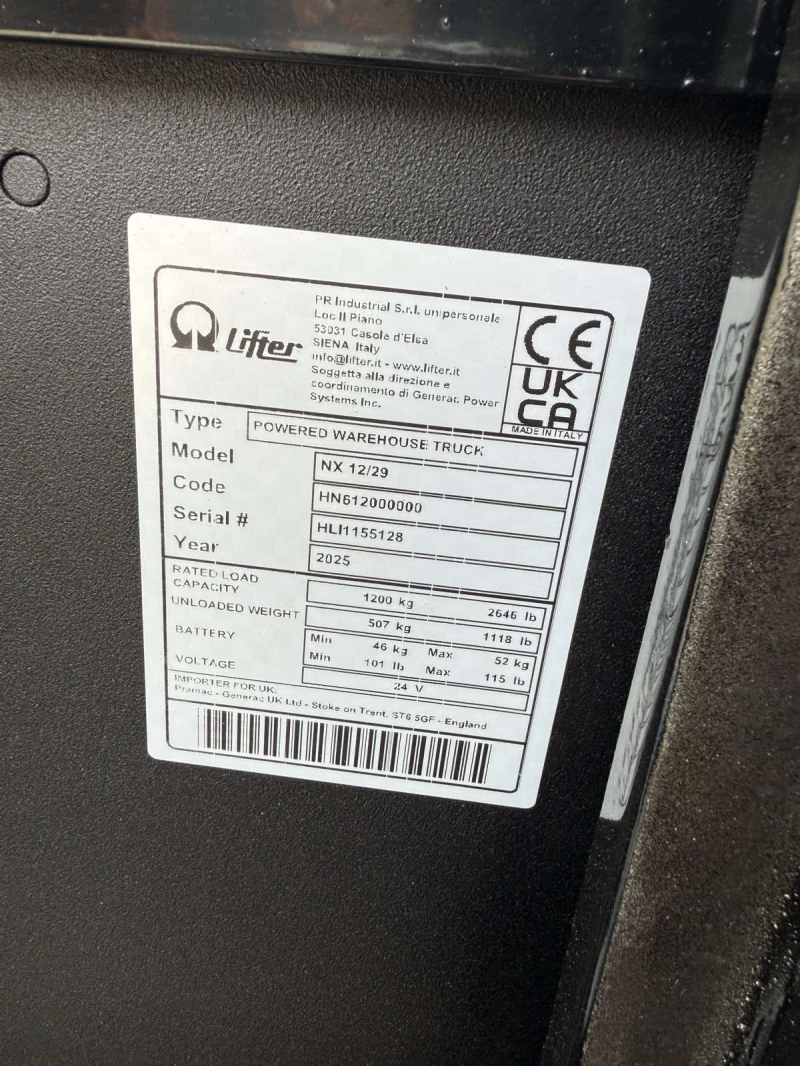 Lifter
PR Industrial S.r.l. unipersonale
Loc Il Piano
53031 Casole d'Elsa
SIENA Italy
info@lifter.it - www.lifter.it
Soggetta alla direzione e
coordinamento di Generac Power
Systems Inc.
CE
UK
CA
MADE IN ITALY
Type POWERED WAREHOUSE TRUCK
Model NX 12/29
Code HN612000000
Serial # HLI1155128
Year 2025
RATED LOAD
CAPACITY 1200 kg 2646 lb
UNLOADED WEIGHT 507 kg 1118 lb
BATTERY Min 46 kg Max 52 kg
Min 101 lb Max 115 lb
VOLTAGE 24 V
IMPORTER FOR UK:
Pramac - Generac UK Ltd - Stoke on Trent. ST6 5GF - England